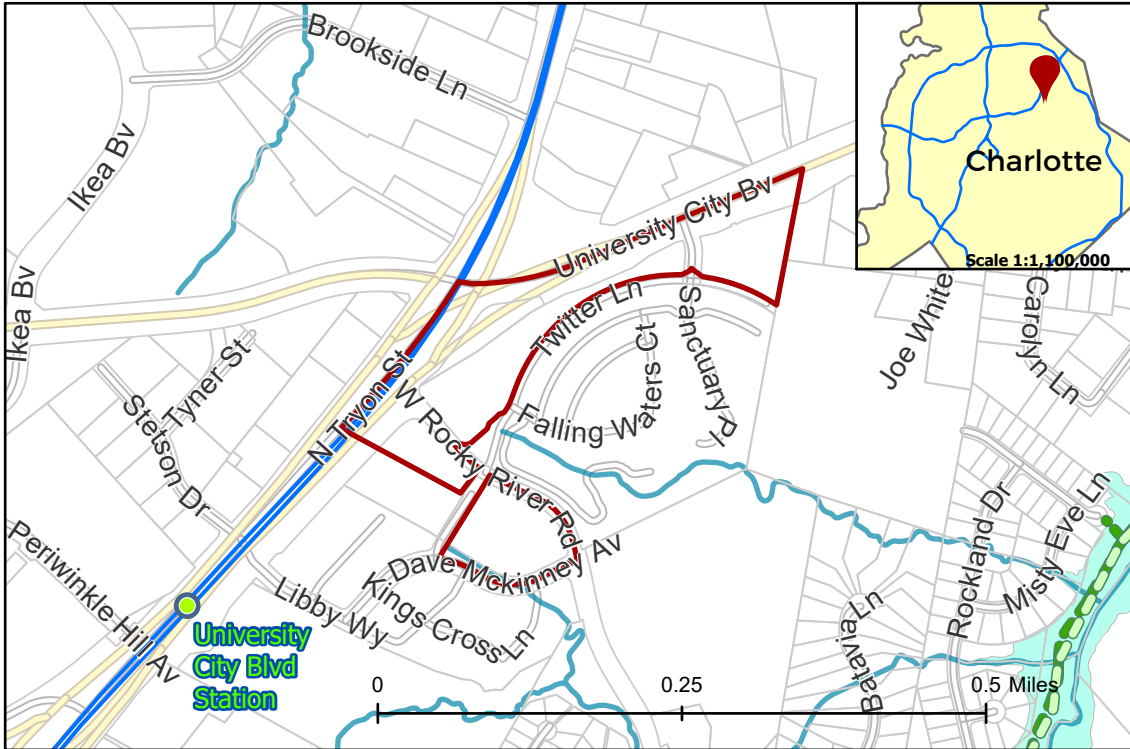 Brookside Ln
Ikea Bv
Charlotte
Scale 1:1,100,000
University City Bv
Ikea Bv
Twitter Ln
Sanctuary Pl
Joe White
Carolyn Ln
Tyner St
Stetson Dr
N Tryon St
W Rocky River Rd
Falling Waters Ct
Dave Mckinney Av
Rockland Dr
Misty Eve Ln
Periwinkle Hill Av
Libby Wy
Kings Cross Ln
Batavia Ln
University
City Blvd
Station
0 0.25 0.5 Miles